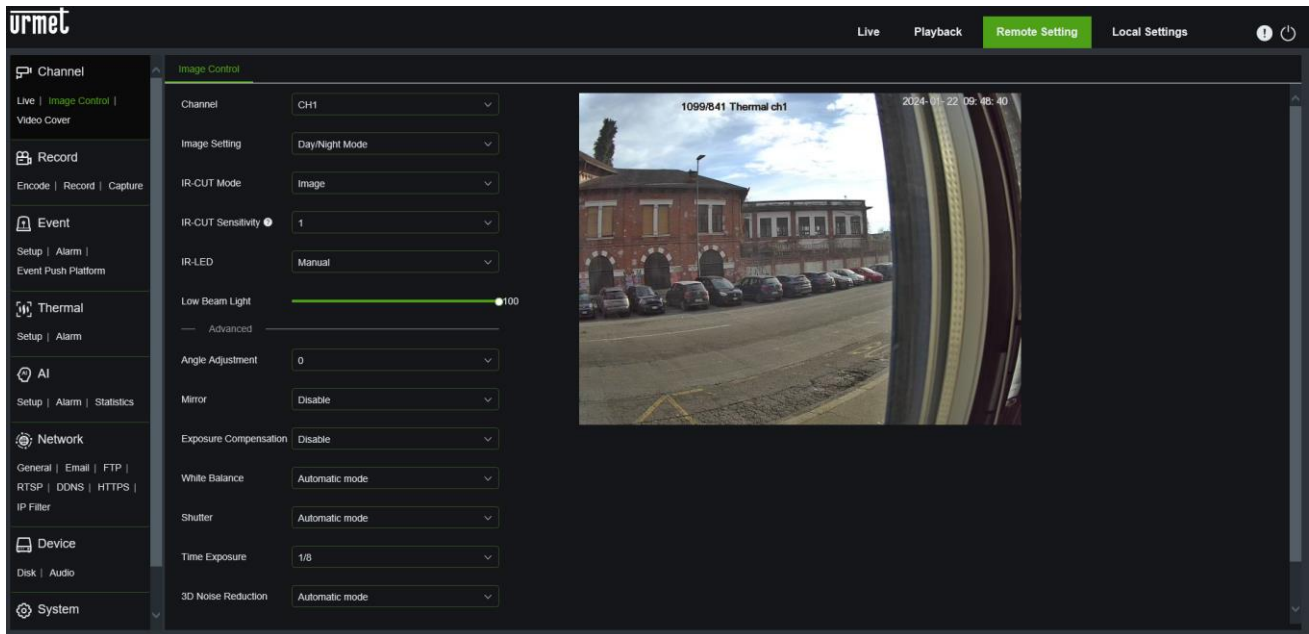 urmet
Live Playback Remote Setting Local Settings
Channel
Live | Image Control |
Video Cover
Record
Encode | Record | Capture
Event
Setup | Alarm |
Event Push Platform
Thermal
Setup | Alarm
AI
Setup | Alarm | Statistics
Network
General | Email | FTP |
RTSP | DDNS | HTTPS |
IP Filter
Device
Disk | Audio
System
Image Control
Channel CH1
Image Setting Day/Night Mode
IR-CUT Mode Image
IR-CUT Sensitivity 1
IR-LED Manual
Low Beam Light 100
Advanced
Angle Adjustment 0
Mirror Disable
Exposure Compensation Disable
White Balance Automatic mode
Shutter Automatic mode
Time Exposure 1/8
3D Noise Reduction Automatic mode
1099/841 Thermal ch1
2024-01-22 09:48:40